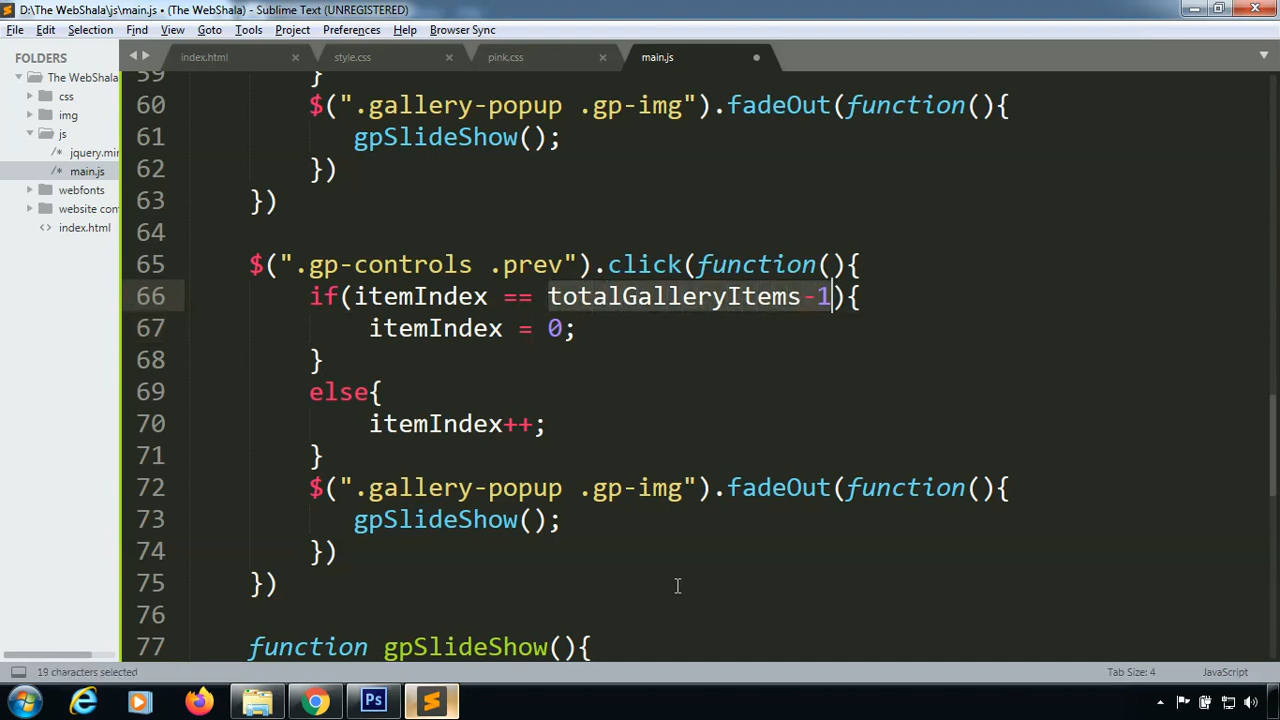 D:\The WebShala\js\main.js • (The WebShala) - Sublime Text (UNREGISTERED)
File Edit Selection Find View Goto Tools Project Preferences Help Browser Sync
FOLDERS
The WebShala
css
img
js
/* jquery.min
/* main.js
webfonts
website con
<> index.html
index.html × style.css × pink.css × main.js
59 }
60 $(".gallery-popup .gp-img").fadeOut(function(){
61 gpSlideShow();
62 })
63 })
64
65 $(".gp-controls .prev").click(function(){
66 if(itemIndex == totalGalleryItems-1){
67 itemIndex = 0;
68 }
69 else{
70 itemIndex++;
71 }
72 $(".gallery-popup .gp-img").fadeOut(function(){
73 gpSlideShow();
74 })
75 })
76
77 function gpSlideShow(){
19 characters selected Tab Size: 4 JavaScript
Ps